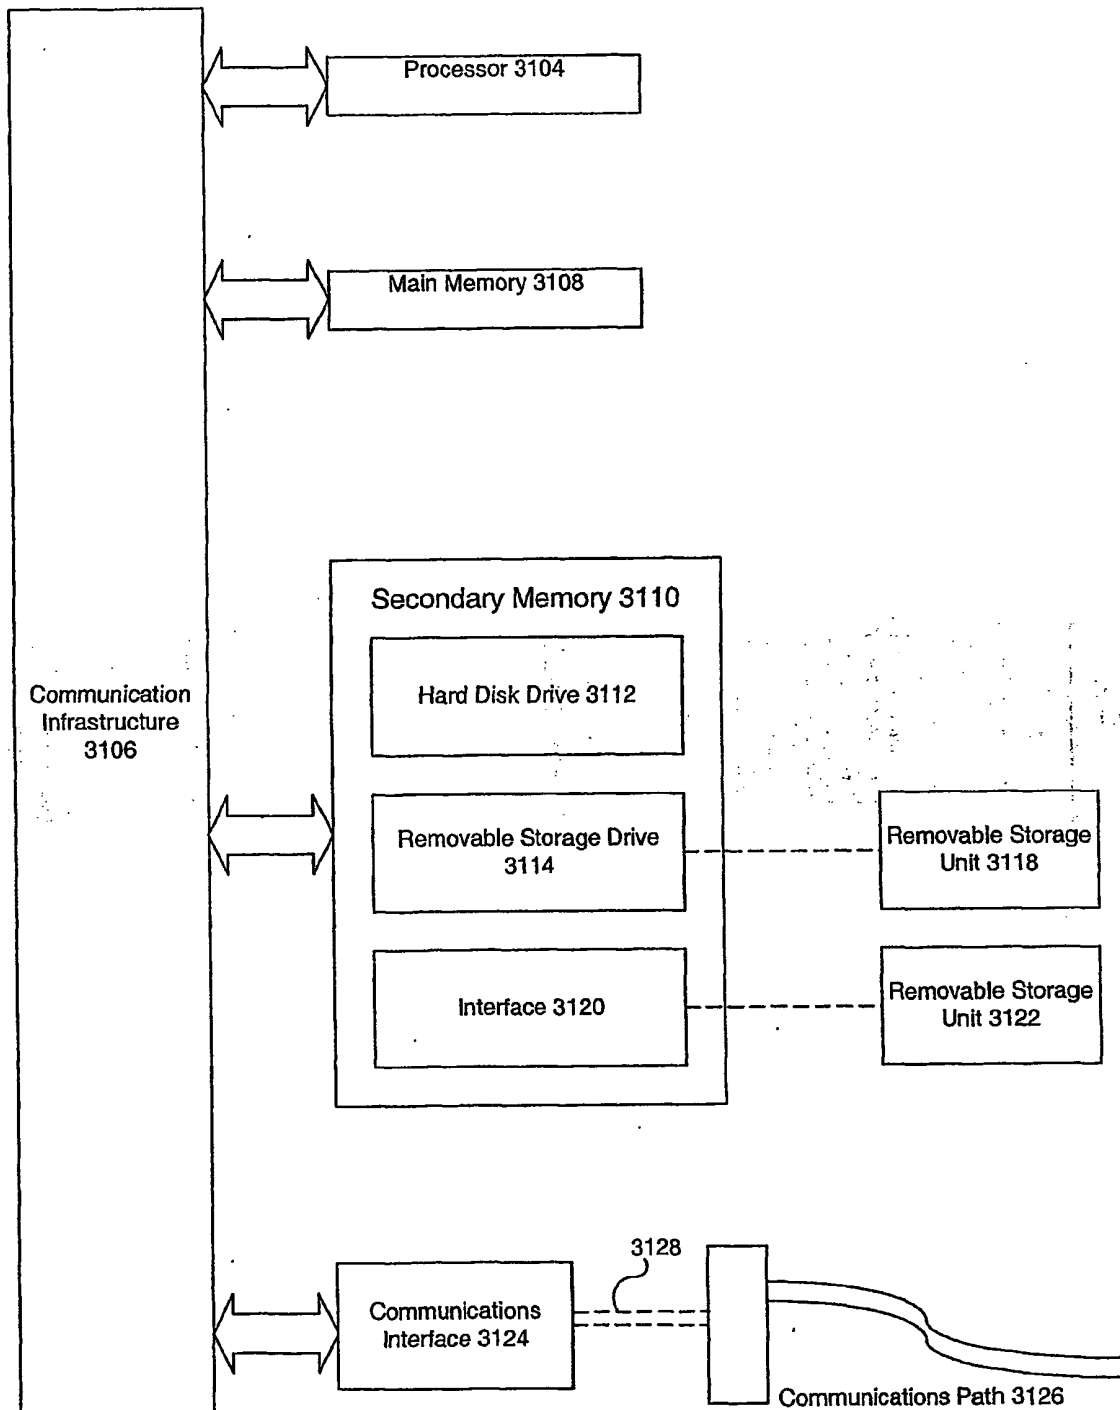 Processor 3104
Main Memory 3108
Secondary Memory 3110
Hard Disk Drive 3112
Communication
Infrastructure
3106
Removable Storage Drive
3114
Removable Storage
Unit 3118
Interface 3120
Removable Storage
Unit 3122
3128
Communications
Interface 3124
Communications Path 3126